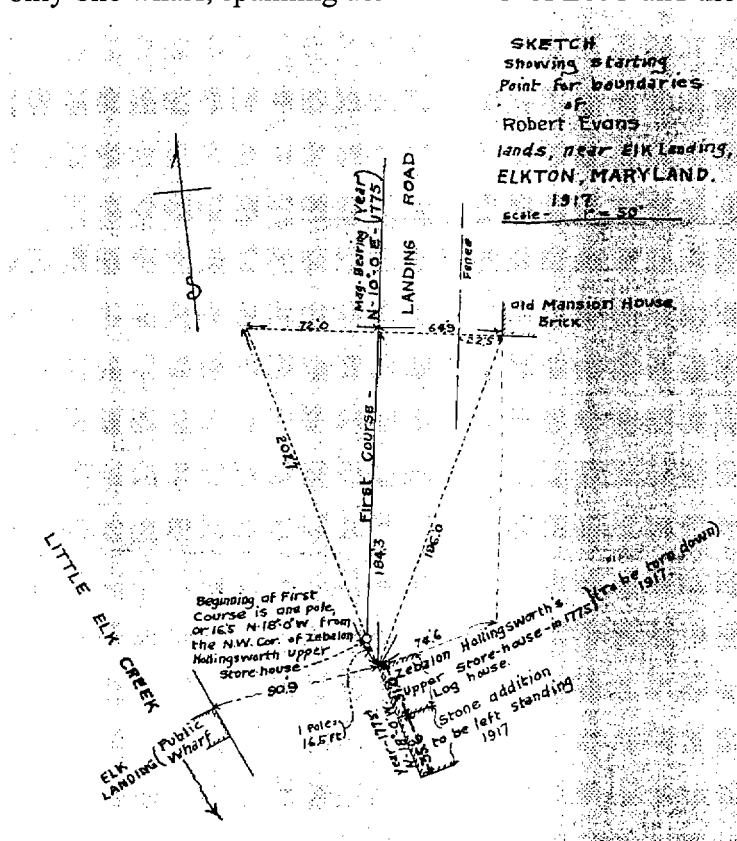 only one wharf, spanning
SKETCH
showing starting
Point for boundaries
of
Robert Evans
lands, near Elk Landing,
ELKTON, MARYLAND.
1917
scale - 1" = 50'
Mag. Bearing (Year)
N-10°-0'E-(1775)
LANDING ROAD
Fence
Old Mansion House
Brick
72.0
64.9
22.5
202.1
First Course -
184.3
196.0
LITTLE ELK CREEK
Beginning of First
Course is one pole,
or 16.5 N-18°-0'W from
the N.W. Cor. of Zebalon
Hollingsworth upper
Store-house
90.9
1 Pole =
16.5 ft
74.6
Zebalon Hollingsworth's
upper Store-house-in 1775
(to be torn down)
1917.
Log house.
(Stone addition
to be left standing
1917
N-18°-0'W
Year-1775
ELK
LANDING
(Public
Wharf